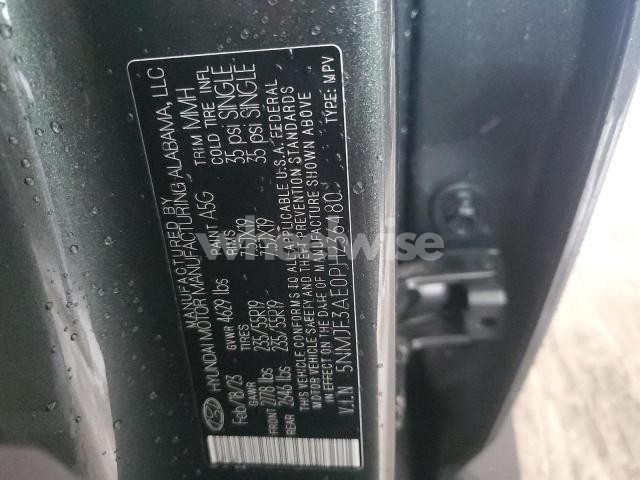 MANUFACTURED BY
HYUNDAI MOTOR MANUFACTURING ALABAMA, LLC
Feb/18/23 GVWR 4629 lbs PAINT A5G TRIM MMH
GAWR TIRES RIMS COLD TIRE INFL
FRONT 2778 lbs 235/55R19 7.5JX19 35 psi SINGLE
REAR 2646 lbs 235/55R19 7.5JX19 35 psi SINGLE
THIS VEHICLE CONFORMS TO ALL APPLICABLE U.S.A. FEDERAL
MOTOR VEHICLE SAFETY AND THEFT PREVENTION STANDARDS
IN EFFECT ON THE DATE OF MANUFACTURE SHOWN ABOVE
V.I.N 5NMJF3AE0PH236480 TYPE: MPV
wheelwise